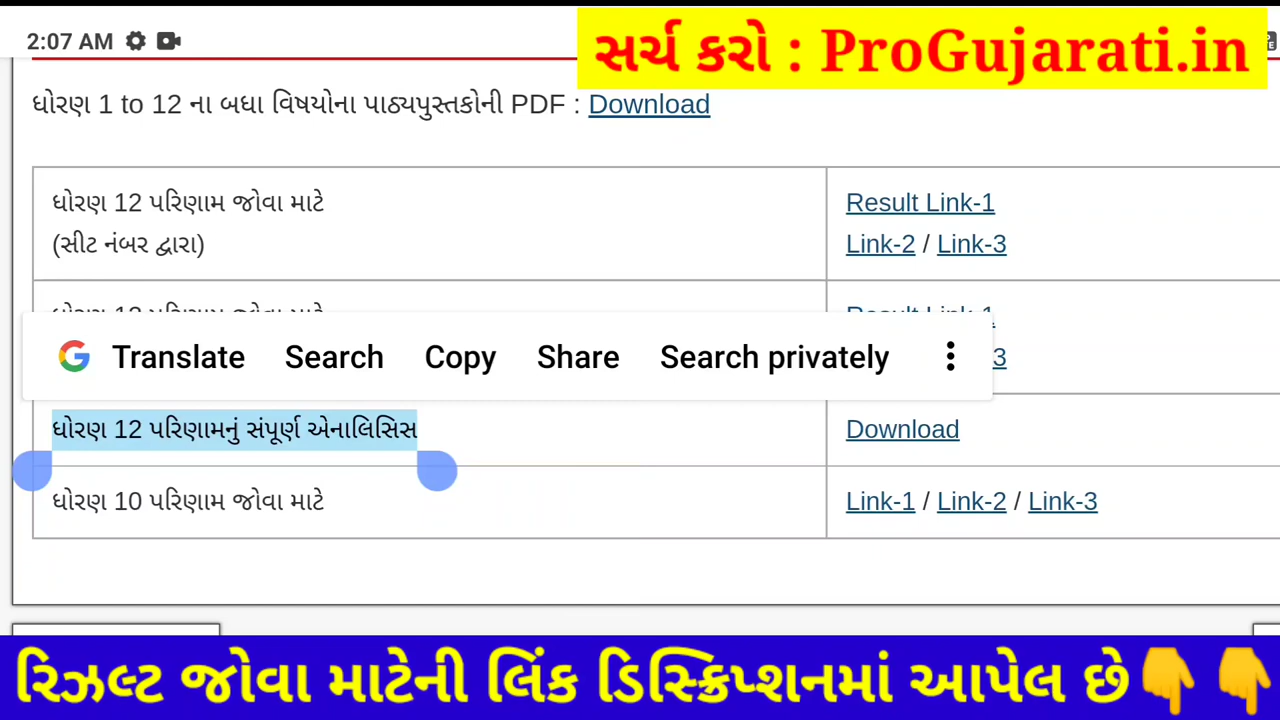 2:07 AM
સર્ચ કરો : ProGujarati.in
ધોરણ 1 to 12 ના બધા વિષયોના પાઠ્યપુસ્તકોની PDF : Download
ધોરણ 12 પરિણામ જોવા માટે
(સીટ નંબર દ્વારા)
Result Link-1
Link-2 / Link-3
Translate Search Copy Share Search privately
ધોરણ 12 પરિણામનું સંપૂર્ણ એનાલિસિસ
Download
ધોરણ 10 પરિણામ જોવા માટે
Link-1 / Link-2 / Link-3
રિઝલ્ટ જોવા માટેની લિંક ડિસ્ક્રિપ્શનમાં આપેલ છે👇👇